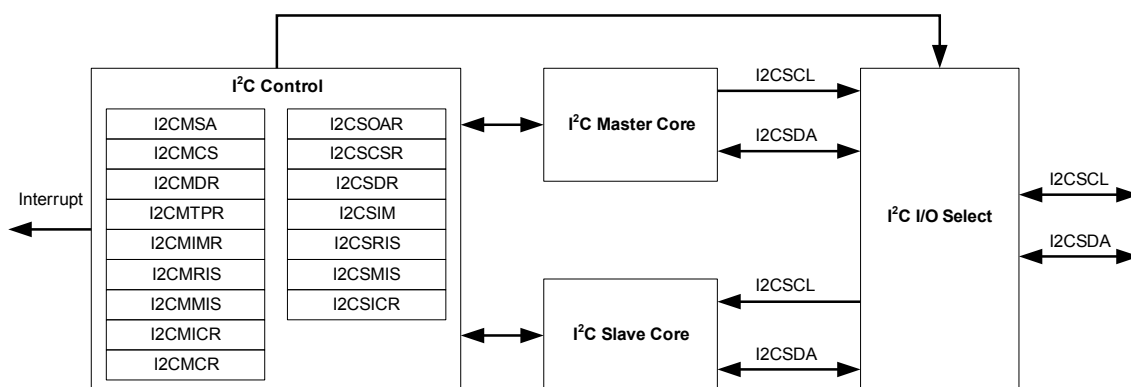 I²C Control
I2CMSA
I2CMCS
I2CMDR
I2CMTPR
I2CMIMR
I2CMRIS
I2CMMIS
I2CMICR
I2CMCR
I2CSOAR
I2CSCSR
I2CSDR
I2CSIM
I2CSRIS
I2CSMIS
I2CSICR
Interrupt
I²C Master Core
I2CSCL
I2CSDA
I²C Slave Core
I2CSCL
I2CSDA
I²C I/O Select
I2CSCL
I2CSDA